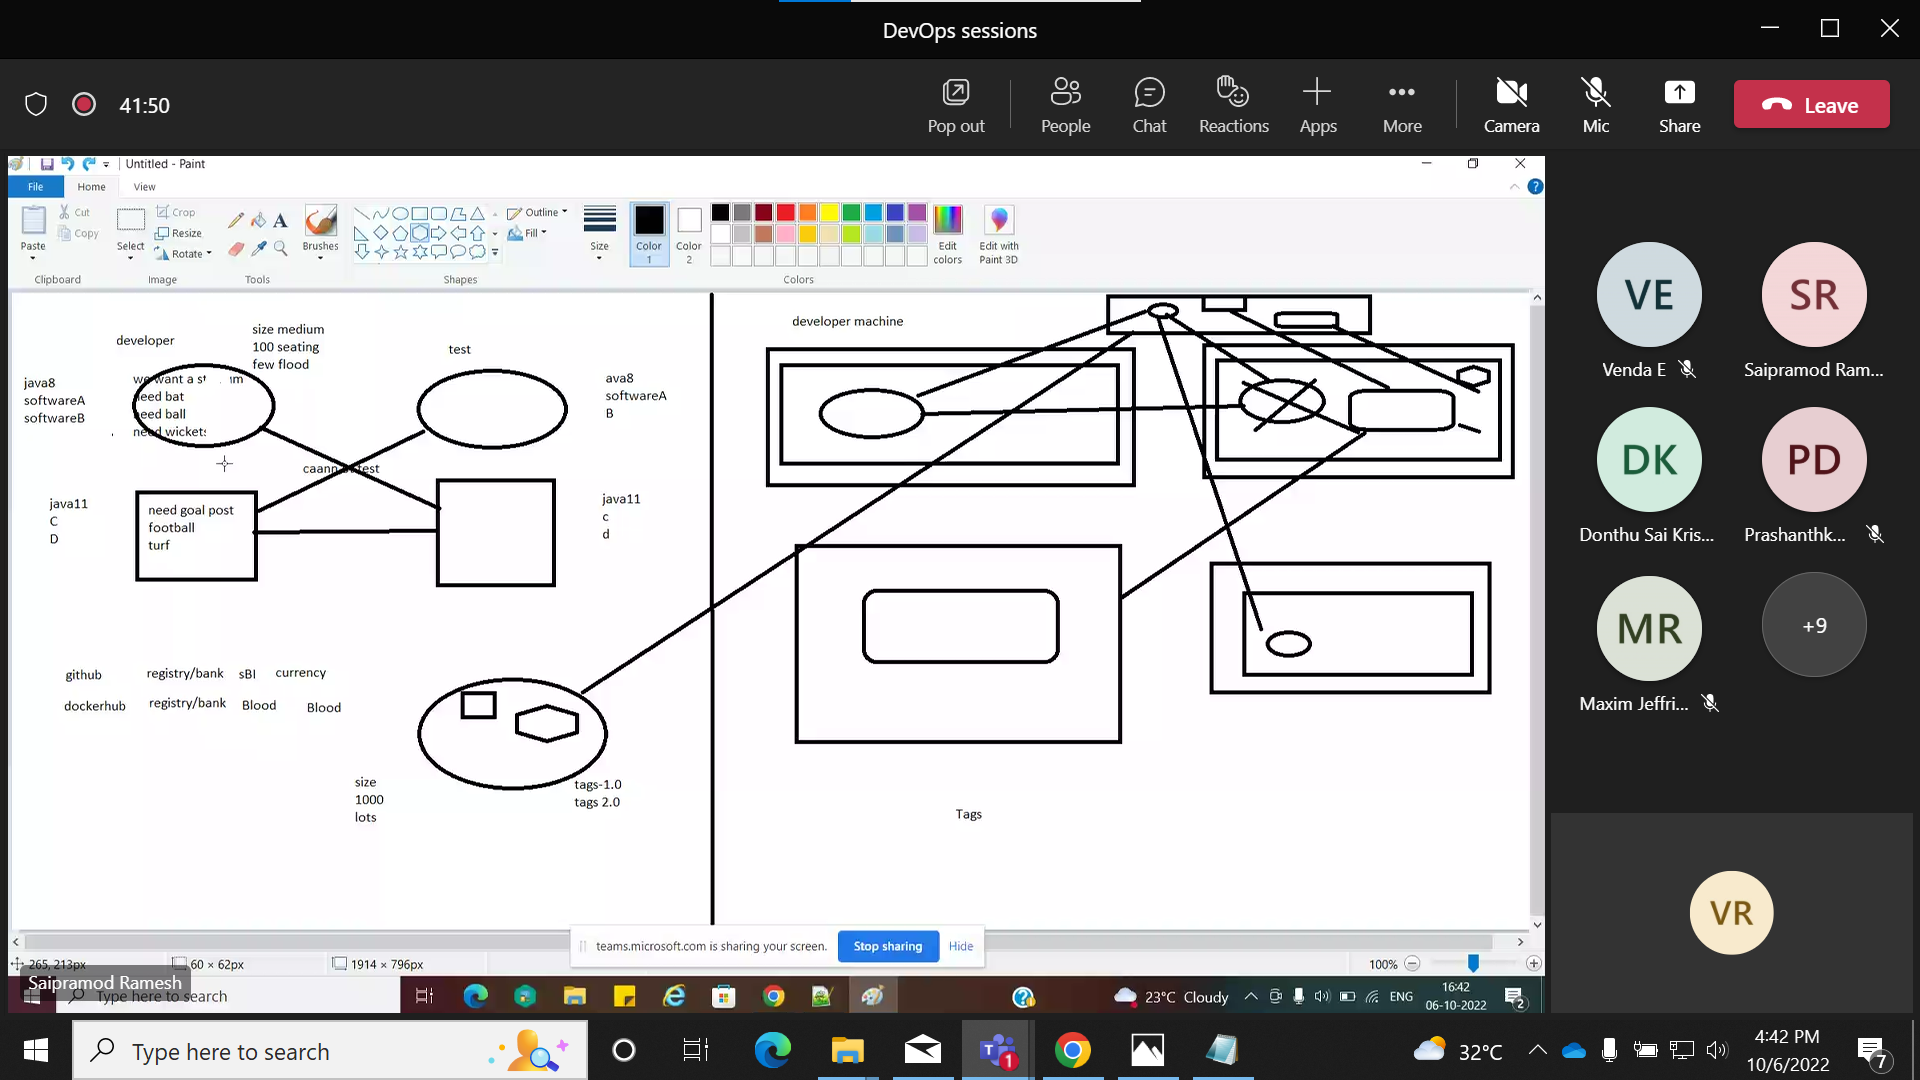 DevOps sessions
41:50
Pop out
People
Chat
Reactions
Apps
More
Camera
Mic
Share
Leave
Untitled - Paint
File
Home
View
Paste
Cut
Copy
Clipboard
Select
Crop
Resize
Rotate
Image
Tools
Brushes
Shapes
Outline
Fill
Size
Color
1
Color
2
Colors
Edit
colors
Edit with
Paint 3D
developer
size medium
100 seating
few flood
test
java8
softwareA
softwareB
we want a st
need bat
need ball
need wickets
ava8
softwareA
B
caann test
java11
C
D
need goal post
football
turf
java11
c
d
github
registry/bank
sBI
currency
dockerhub
registry/bank
Blood
Blood
size
1000
lots
tags-1.0
tags 2.0
developer machine
Tags
teams.microsoft.com is sharing your screen.
Stop sharing
Hide
265, 213px
60 × 62px
1914 × 796px
100%
Saipramod Ramesh
Type here to search
23°C Cloudy
ENG
16:42
06-10-2022
2
VE
Venda E
SR
Saipramod Ram...
DK
Donthu Sai Kris...
PD
Prashanthk...
MR
Maxim Jeffri...
+9
VR
Type here to search
1
32°C
4:42 PM
10/6/2022
7